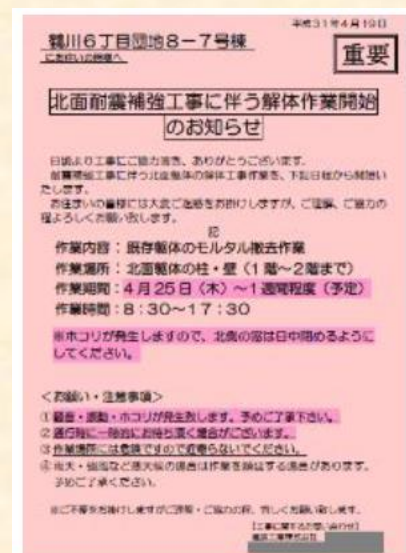 平成31年4月19日
鶴川6丁目団地8-7号棟
にお住いの皆様へ
重要
北面耐震補強工事に伴う解体作業開始
のお知らせ
日頃より工事にご協力頂き、ありがとうございます。
耐震補強工事に伴う北面躯体の解体工事作業を、下記日程から開始い
たします。
お住まいの皆様には大変ご迷惑をお掛けしますが、ご理解、ご協力の
程よろしくお願い致します。
記
作業内容:既存躯体のモルタル撤去作業
作業場所:北面躯体の柱・壁(1階~2階まで)
作業期間:4月25日(木)~1週間程度(予定)
作業時間:8:30~17:30
※ホコリが発生しますので、北側の窓は日中閉めるように
してください。
<お願い・注意事項>
①騒音・振動・ホコリが発生致します。予めご了承下さい。
②通行時に一時的にお待ち頂く場合がございます。
③作業場所には危険ですので近寄らないでください。
④雨天・強風など悪天候の場合は作業を順延する場合があります。
予めご了承ください。
※ご不便をお掛けしますがご理解・ご協力の程、宜しくお願い致します。
【工事に関するお問い合わせ】